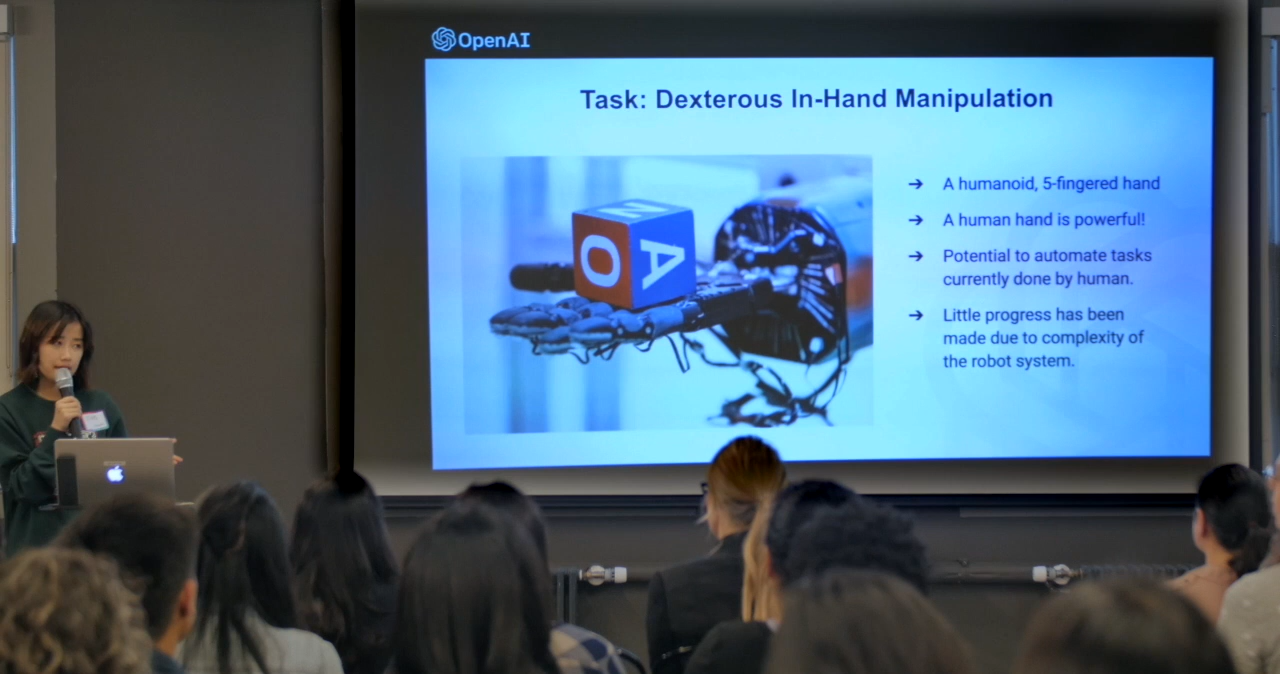 OpenAI
Task: Dexterous In-Hand Manipulation
N
O
A
➔ A humanoid, 5-fingered hand
➔ A human hand is powerful!
➔ Potential to automate tasks
currently done by human.
➔ Little progress has been
made due to complexity of
the robot system.